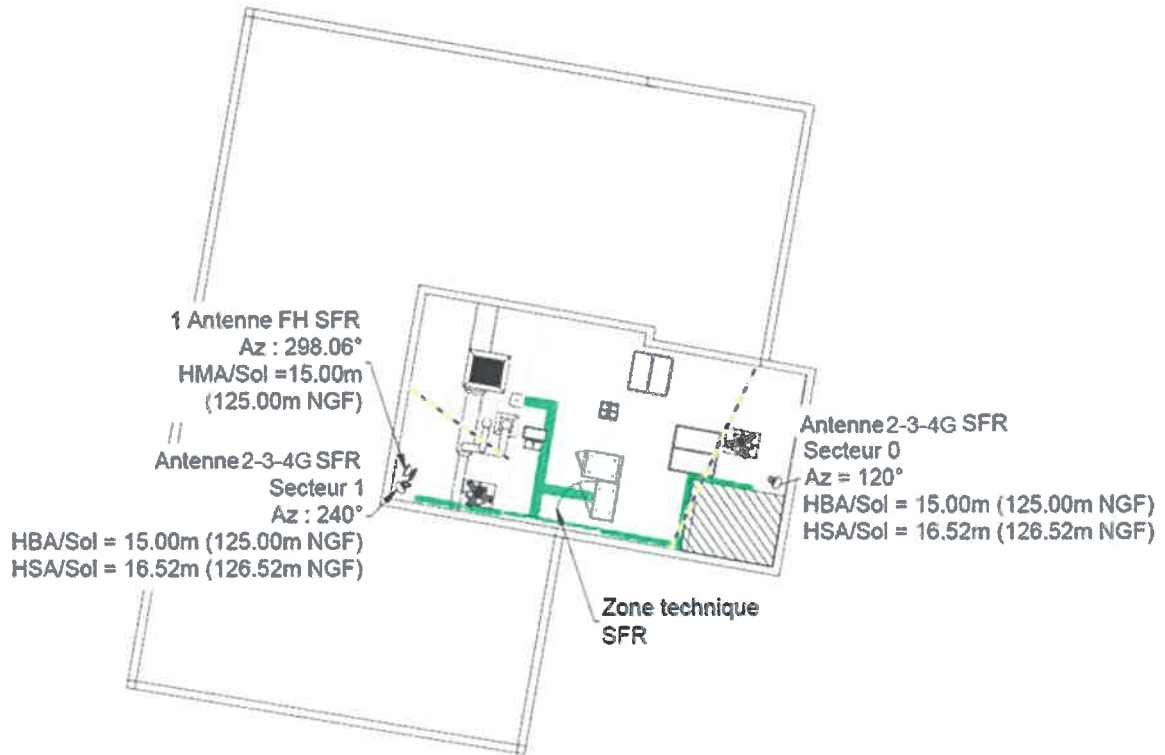 1 Antenne FH SFR
Az : 298.06°
HMA/Sol =15.00m
(125.00m NGF)
Antenne 2-3-4G SFR
Secteur 1
Az : 240°
HBA/Sol = 15.00m (125.00m NGF)
HSA/Sol = 16.52m (126.52m NGF)
Antenne 2-3-4G SFR
Secteur 0
Az = 120°
HBA/Sol = 15.00m (125.00m NGF)
HSA/Sol = 16.52m (126.52m NGF)
Zone technique
SFR